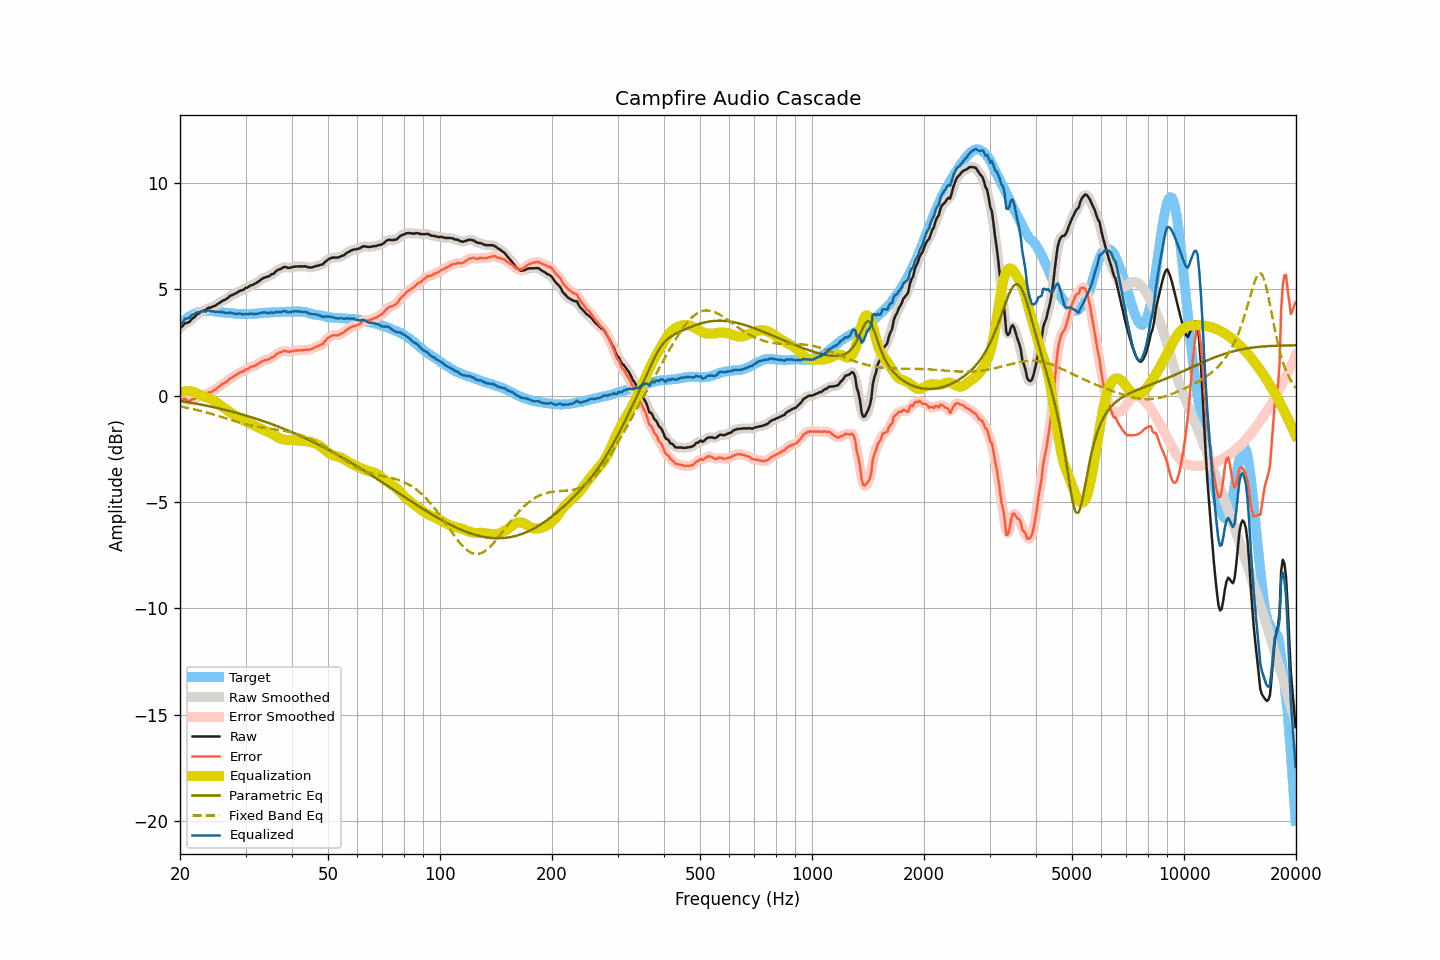 Campfire Audio Cascade
Amplitude (dBr)
10
5
0
−5
−10
−15
−20
Target
Raw Smoothed
Error Smoothed
Raw
Error
Equalization
Parametric Eq
Fixed Band Eq
Equalized
20 50 100 200 500 1000 2000 5000 10000 20000
Frequency (Hz)